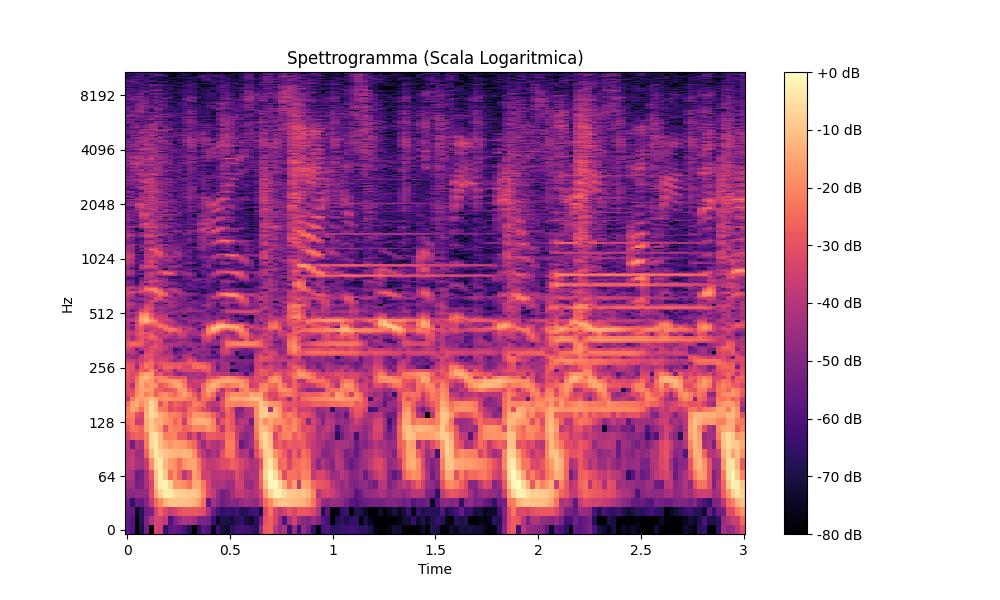 Spettrogramma (Scala Logaritmica)
8192
4096
2048
1024
512
256
128
64
0
Hz
0
0.5
1
1.5
2
2.5
3
Time
+0 dB
-10 dB
-20 dB
-30 dB
-40 dB
-50 dB
-60 dB
-70 dB
-80 dB